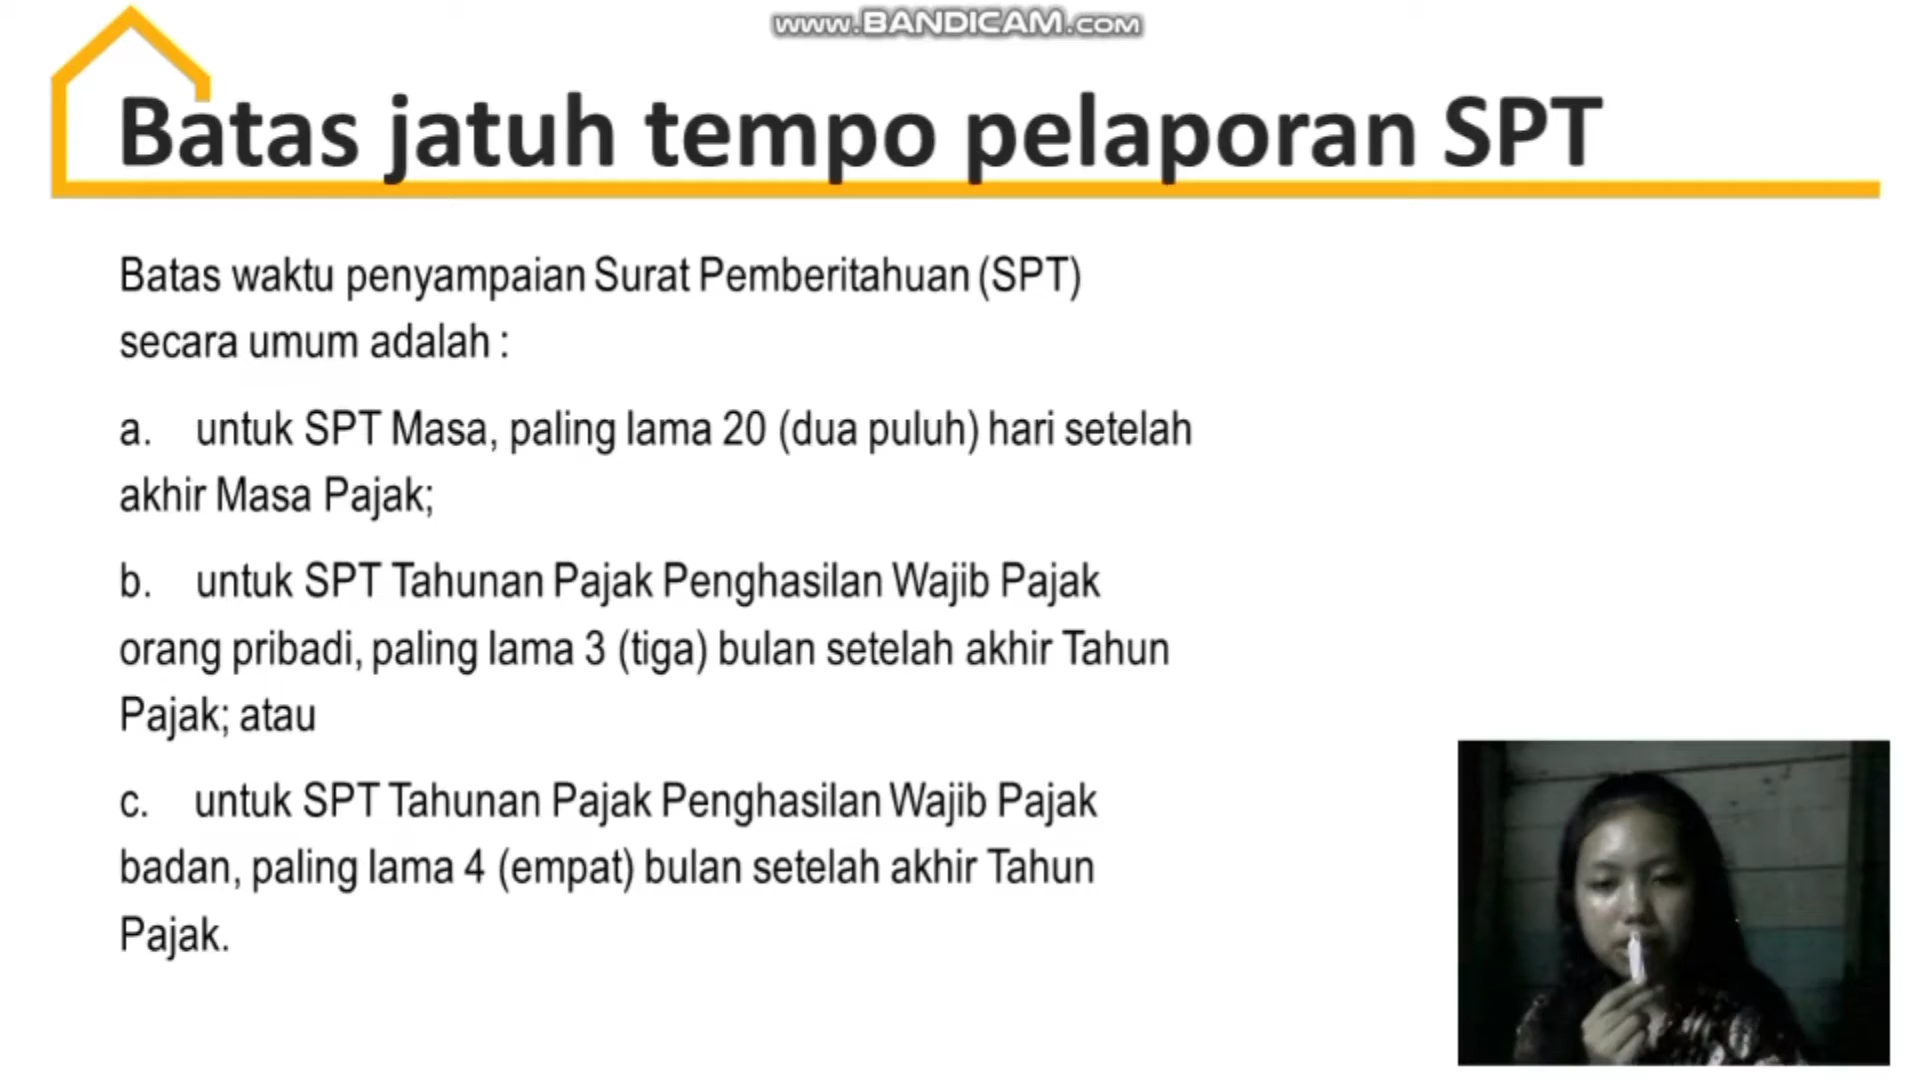 www.BANDICAM.com
Batas jatuh tempo pelaporan SPT
Batas waktu penyampaian Surat Pemberitahuan (SPT)
secara umum adalah :
a. untuk SPT Masa, paling lama 20 (dua puluh) hari setelah
akhir Masa Pajak;
b. untuk SPT Tahunan Pajak Penghasilan Wajib Pajak
orang pribadi, paling lama 3 (tiga) bulan setelah akhir Tahun
Pajak; atau
c. untuk SPT Tahunan Pajak Penghasilan Wajib Pajak
badan, paling lama 4 (empat) bulan setelah akhir Tahun
Pajak.